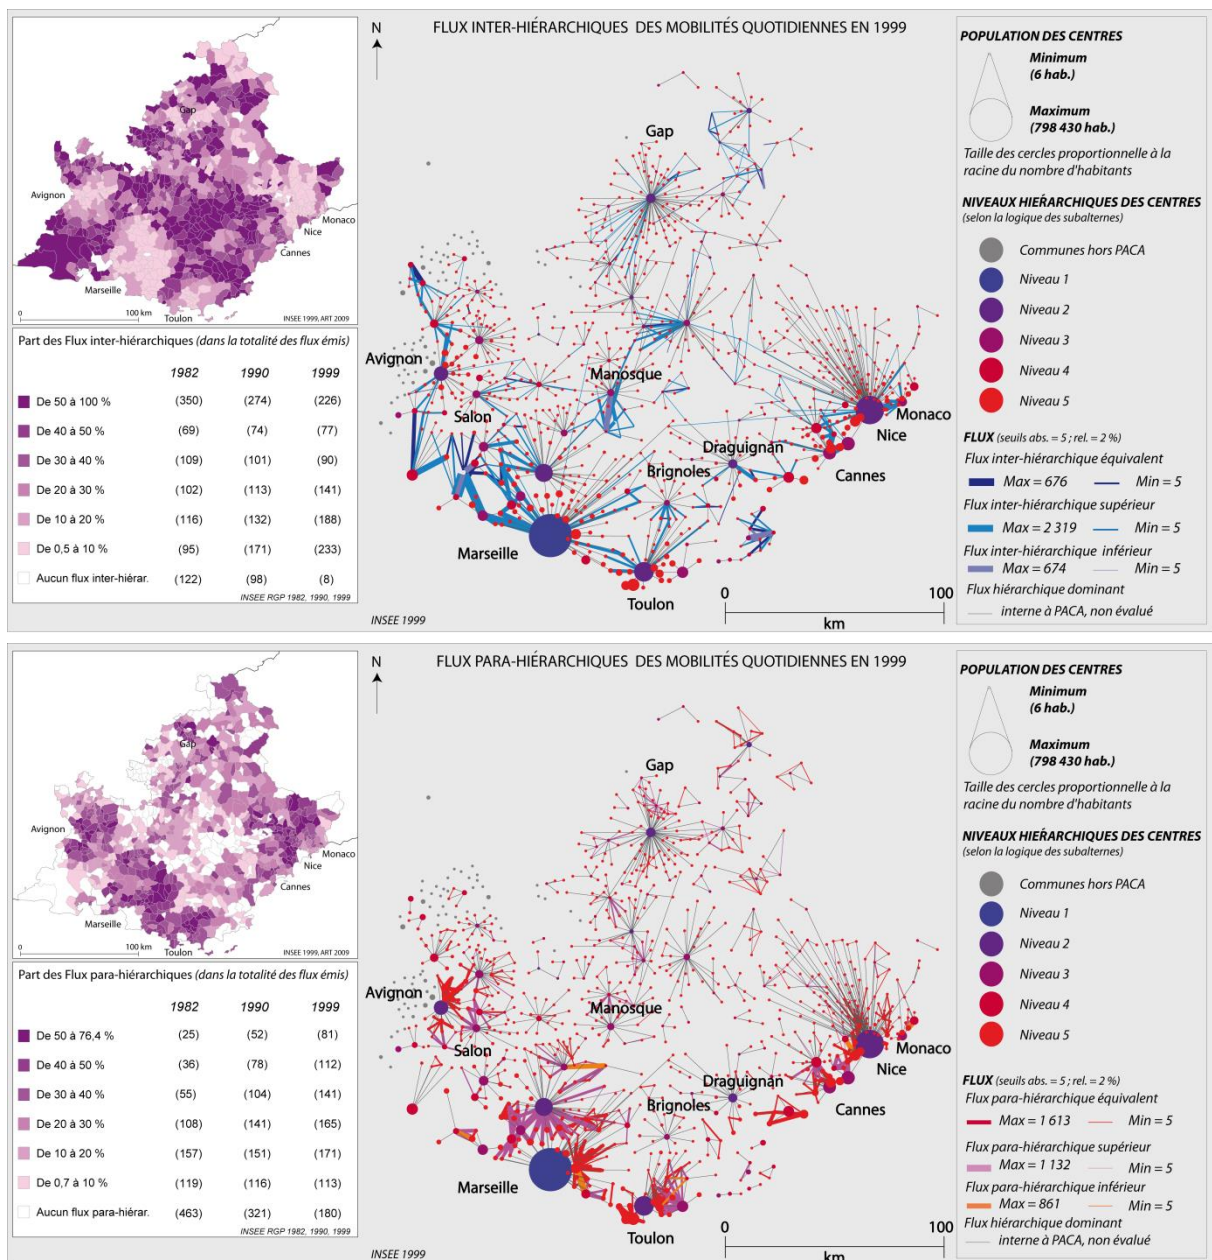 FLUX INTER-HIÉRARCHIQUES DES MOBILITÉS QUOTIDIENNES EN 1999
N
Gap
Avignon
Monaco
Nice
Cannes
Marseille
Toulon
0
100 km
INSEE 1999, ART 2009
Part des Flux inter-hiérarchiques (dans la totalité des flux émis)
1982 1990 1999
De 50 à 100 % (350) (274) (226)
De 40 à 50 % (69) (74) (77)
De 30 à 40 % (109) (101) (90)
De 20 à 30 % (102) (113) (141)
De 10 à 20 % (116) (132) (188)
De 0,5 à 10 % (95) (171) (233)
Aucun flux inter-hiérar. (122) (98) (8)
INSEE RGP 1982, 1990, 1999
Gap
Avignon
Manosque
Salon
Monaco
Nice
Draguignan
Brignoles
Cannes
Marseille
Toulon
0 100
km
INSEE 1999
POPULATION DES CENTRES
Minimum
(6 hab.)
Maximum
(798 430 hab.)
Taille des cercles proportionnelle à la
racine du nombre d'habitants
NIVEAUX HIÉRARCHIQUES DES CENTRES
(selon la logique des subalternes)
Communes hors PACA
Niveau 1
Niveau 2
Niveau 3
Niveau 4
Niveau 5
FLUX (seuils abs. = 5 ; rel. = 2 %)
Flux inter-hiérarchique équivalent
Max = 676 Min = 5
Flux inter-hiérarchique supérieur
Max = 2 319 Min = 5
Flux inter-hiérarchique inférieur
Max = 674 Min = 5
Flux hiérarchique dominant
interne à PACA, non évalué
FLUX PARA-HIÉRARCHIQUES DES MOBILITÉS QUOTIDIENNES EN 1999
N
Gap
Avignon
Monaco
Nice
Cannes
Marseille
Toulon
0
100 km
INSEE 1999, ART 2009
Part des Flux para-hiérarchiques (dans la totalité des flux émis)
1982 1990 1999
De 50 à 76,4 % (25) (52) (81)
De 40 à 50 % (36) (78) (112)
De 30 à 40 % (55) (104) (141)
De 20 à 30 % (108) (141) (165)
De 10 à 20 % (157) (151) (171)
De 0,7 à 10 % (119) (116) (113)
Aucun flux para-hiérar. (463) (321) (180)
INSEE RGP 1982, 1990, 1999
Gap
Avignon
Manosque
Salon
Monaco
Nice
Draguignan
Brignoles
Cannes
Marseille
Toulon
0 100
km
INSEE 1999
POPULATION DES CENTRES
Minimum
(6 hab.)
Maximum
(798 430 hab.)
Taille des cercles proportionnelle à la
racine du nombre d'habitants
NIVEAUX HIÉRARCHIQUES DES CENTRES
(selon la logique des subalternes)
Communes hors PACA
Niveau 1
Niveau 2
Niveau 3
Niveau 4
Niveau 5
FLUX (seuils abs. = 5 ; rel. = 2 %)
Flux para-hiérarchique équivalent
Max = 1 613 Min = 5
Flux para-hiérarchique supérieur
Max = 1 132 Min = 5
Flux para-hiérarchique inférieur
Max = 861 Min = 5
Flux hiérarchique dominant
interne à PACA, non évalué